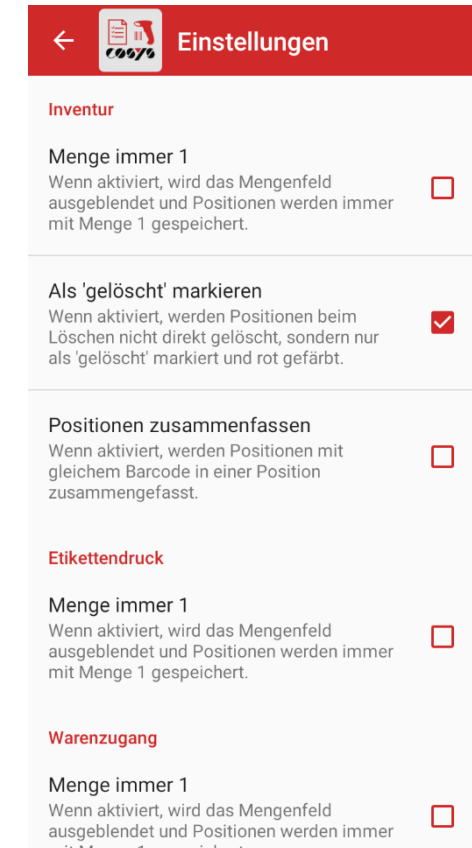 COSYS
Einstellungen
Inventur
Menge immer 1
Wenn aktiviert, wird das Mengenfeld
ausgeblendet und Positionen werden immer
mit Menge 1 gespeichert.
Als 'gelöscht' markieren
Wenn aktiviert, werden Positionen beim
Löschen nicht direkt gelöscht, sondern nur
als 'gelöscht' markiert und rot gefärbt.
Positionen zusammenfassen
Wenn aktiviert, werden Positionen mit
gleichem Barcode in einer Position
zusammengefasst.
Etikettendruck
Menge immer 1
Wenn aktiviert, wird das Mengenfeld
ausgeblendet und Positionen werden immer
mit Menge 1 gespeichert.
Warenzugang
Menge immer 1
Wenn aktiviert, wird das Mengenfeld
ausgeblendet und Positionen werden immer